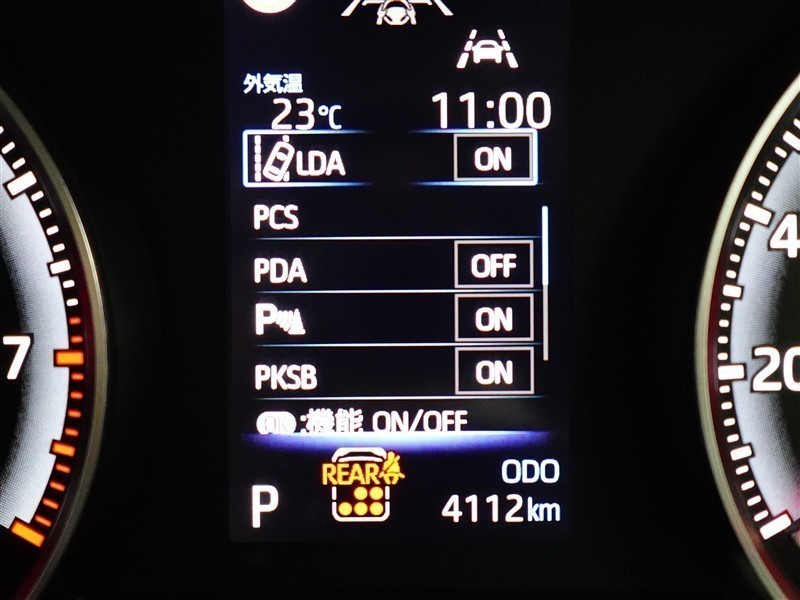 外気温
23℃ 11:00
LDA ON
PCS
PDA OFF
P ON
PKSB ON
OK :機能 ON/OFF
REAR
P
ODO
4112km
7
4
20